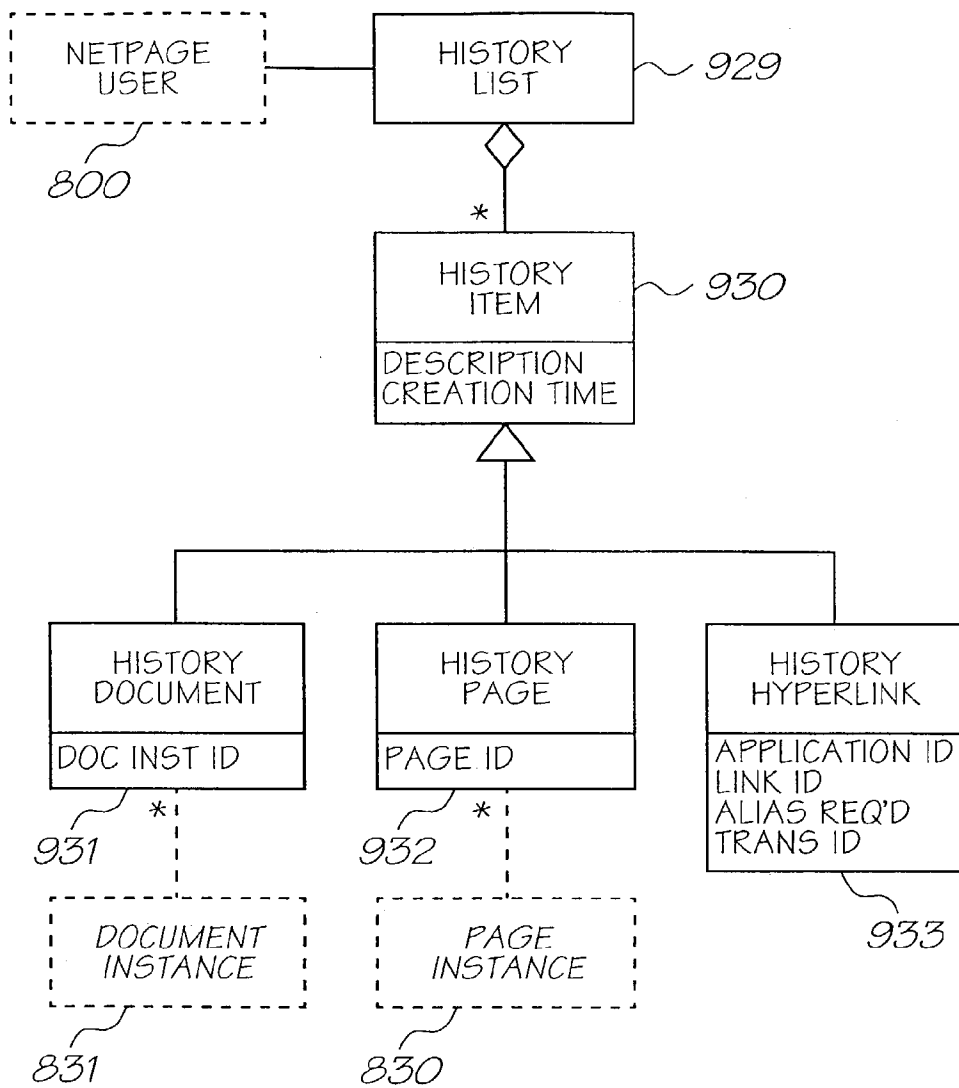 NETPAGE
USER
800
HISTORY
LIST
929
*
HISTORY
ITEM
930
DESCRIPTION
CREATION TIME
HISTORY
DOCUMENT
DOC INST ID
931
*
HISTORY
PAGE
PAGE ID
932
*
HISTORY
HYPERLINK
APPLICATION ID
LINK ID
ALIAS REQ'D
TRANS ID
933
DOCUMENT
INSTANCE
831
PAGE
INSTANCE
830